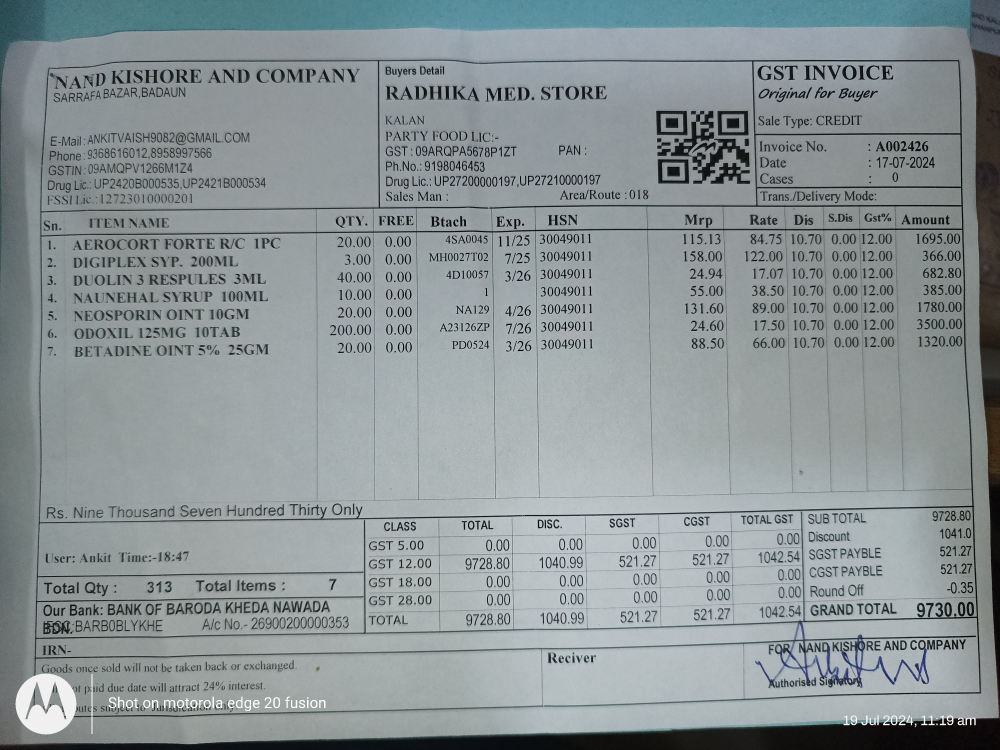 NAND KISHORE AND COMPANY
SARRAFA BAZAR,BADAUN
E-Mail :ANKITVAISH9082@GMAIL.COM
Phone :9368616012,8958997566
GSTIN :09AMQPV1266M1Z4
Drug Lic.: UP2420B000535,UP2421B000534
FSSI Lic.:12723010000201
Buyers Detail
RADHIKA MED. STORE
KALAN
PARTY FOOD LIC:-
GST :09ARQPA5678P1ZT PAN :
Ph.No.: 9198046453
Drug Lic.: UP27200000197,UP27210000197
Sales Man : Area/Route :018
GST INVOICE
Original for Buyer
Sale Type: CREDIT
Invoice No. : A002426
Date : 17-07-2024
Cases : 0
Trans./Delivery Mode:
Sn. ITEM NAME QTY. FREE Btach Exp. HSN Mrp Rate Dis S.Dis Gst% Amount
1. AEROCORT FORTE R/C 1PC 20.00 0.00 4SA0045 11/25 30049011 115.13 84.75 10.70 0.00 12.00 1695.00
2. DIGIPLEX SYP. 200ML 3.00 0.00 MH0027T02 7/25 30049011 158.00 122.00 10.70 0.00 12.00 366.00
3. DUOLIN 3 RESPULES 3ML 40.00 0.00 4D10057 3/26 30049011 24.94 17.07 10.70 0.00 12.00 682.80
4. NAUNEHAL SYRUP 100ML 10.00 0.00 1 30049011 55.00 38.50 10.70 0.00 12.00 385.00
5. NEOSPORIN OINT 10GM 20.00 0.00 NA129 4/26 30049011 131.60 89.00 10.70 0.00 12.00 1780.00
6. ODOXIL 125MG 10TAB 200.00 0.00 A23126ZP 7/26 30049011 24.60 17.50 10.70 0.00 12.00 3500.00
7. BETADINE OINT 5% 25GM 20.00 0.00 PD0524 3/26 30049011 88.50 66.00 10.70 0.00 12.00 1320.00
Rs. Nine Thousand Seven Hundred Thirty Only
User: Ankit Time:-18:47
Total Qty : 313 Total Items : 7
Our Bank: BANK OF BARODA KHEDA NAWADA
BDN. :BARB0BLYKHE A/c No.- 26900200000353
CLASS TOTAL DISC. SGST CGST TOTAL GST
GST 5.00 0.00 0.00 0.00 0.00 0.00
GST 12.00 9728.80 1040.99 521.27 521.27 1042.54
GST 18.00 0.00 0.00 0.00 0.00 0.00
GST 28.00 0.00 0.00 0.00 0.00 0.00
TOTAL 9728.80 1040.99 521.27 521.27 1042.54
SUB TOTAL 9728.80
Discount 1041.0
SGST PAYBLE 521.27
CGST PAYBLE 521.27
Round Off -0.35
GRAND TOTAL 9730.00
IRN-
Goods once sold will not be taken back or exchanged.
paid due date will attract 24% interest.
Reciver
FOR NAND KISHORE AND COMPANY
Authorised Signatory
Shot on motorola edge 20 fusion
19 Jul 2024, 11:19 am